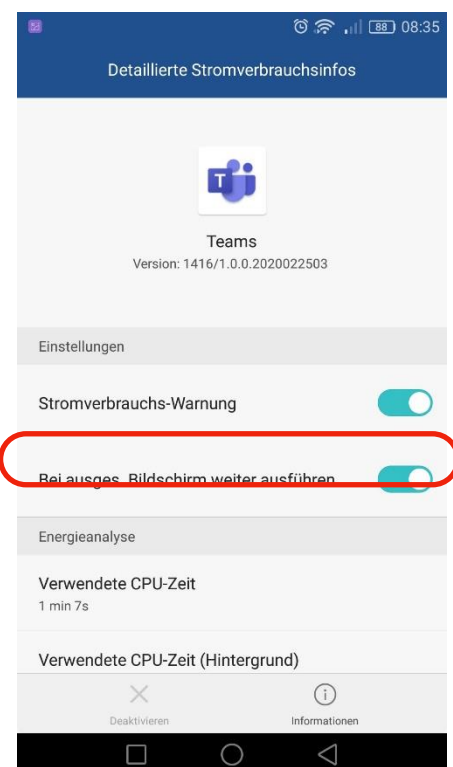 88 08:35
Detaillierte Stromverbrauchsinfos
T
Teams
Version: 1416/1.0.0.2020022503
Einstellungen
Stromverbrauchs-Warnung
Bei ausges. Bildschirm weiter ausführen
Energieanalyse
Verwendete CPU-Zeit
1 min 7s
Verwendete CPU-Zeit (Hintergrund)
Deaktivieren Informationen